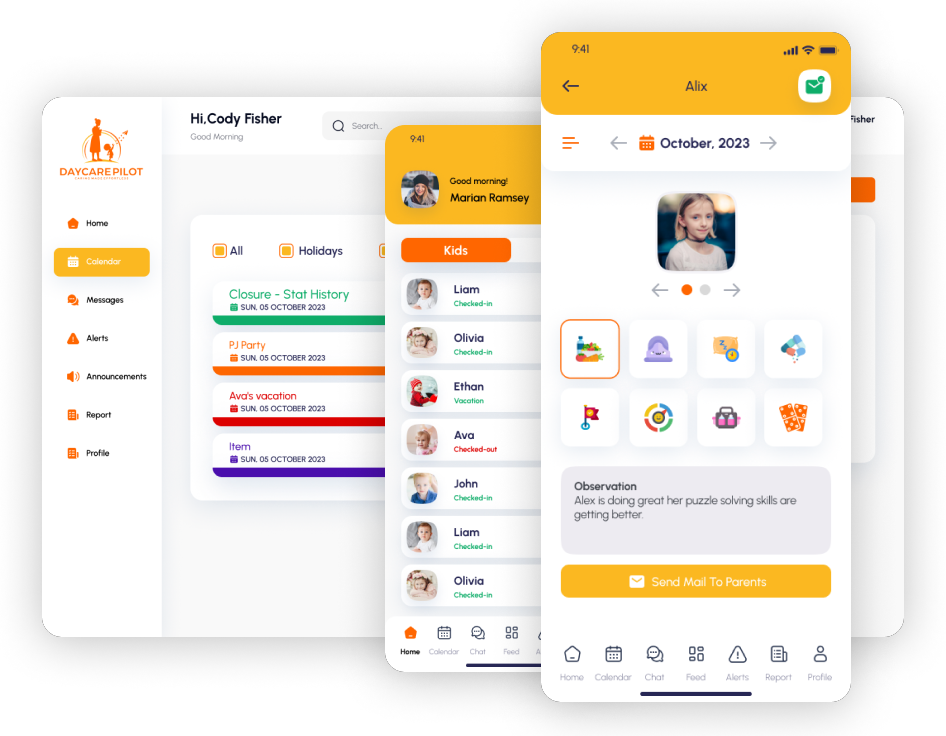 DAYCARE PILOT
Home
Calendar
Messages
Alerts
Announcements
Report
Profile
Hi,Cody Fisher
Good Morning
Search..
Fisher
All
Holidays
Closure - Stat History
SUN, 05 OCTOBER 2023
PJ Party
SUN, 05 OCTOBER 2023
Ava's vacation
SUN, 05 OCTOBER 2023
Item
SUN, 05 OCTOBER 2023
9:41
Good morning!
Marian Ramsey
Kids
Liam
Checked-in
Olivia
Checked-in
Ethan
Vacation
Ava
Checked-out
John
Checked-in
Liam
Checked-in
Olivia
Checked-in
Home Calendar Chat Feed A
9:41
Alix
October, 2023
Observation
Alex is doing great her puzzle solving skills are
getting better.
Send Mail To Parents
Home Calendar Chat Feed Alerts Report Profile